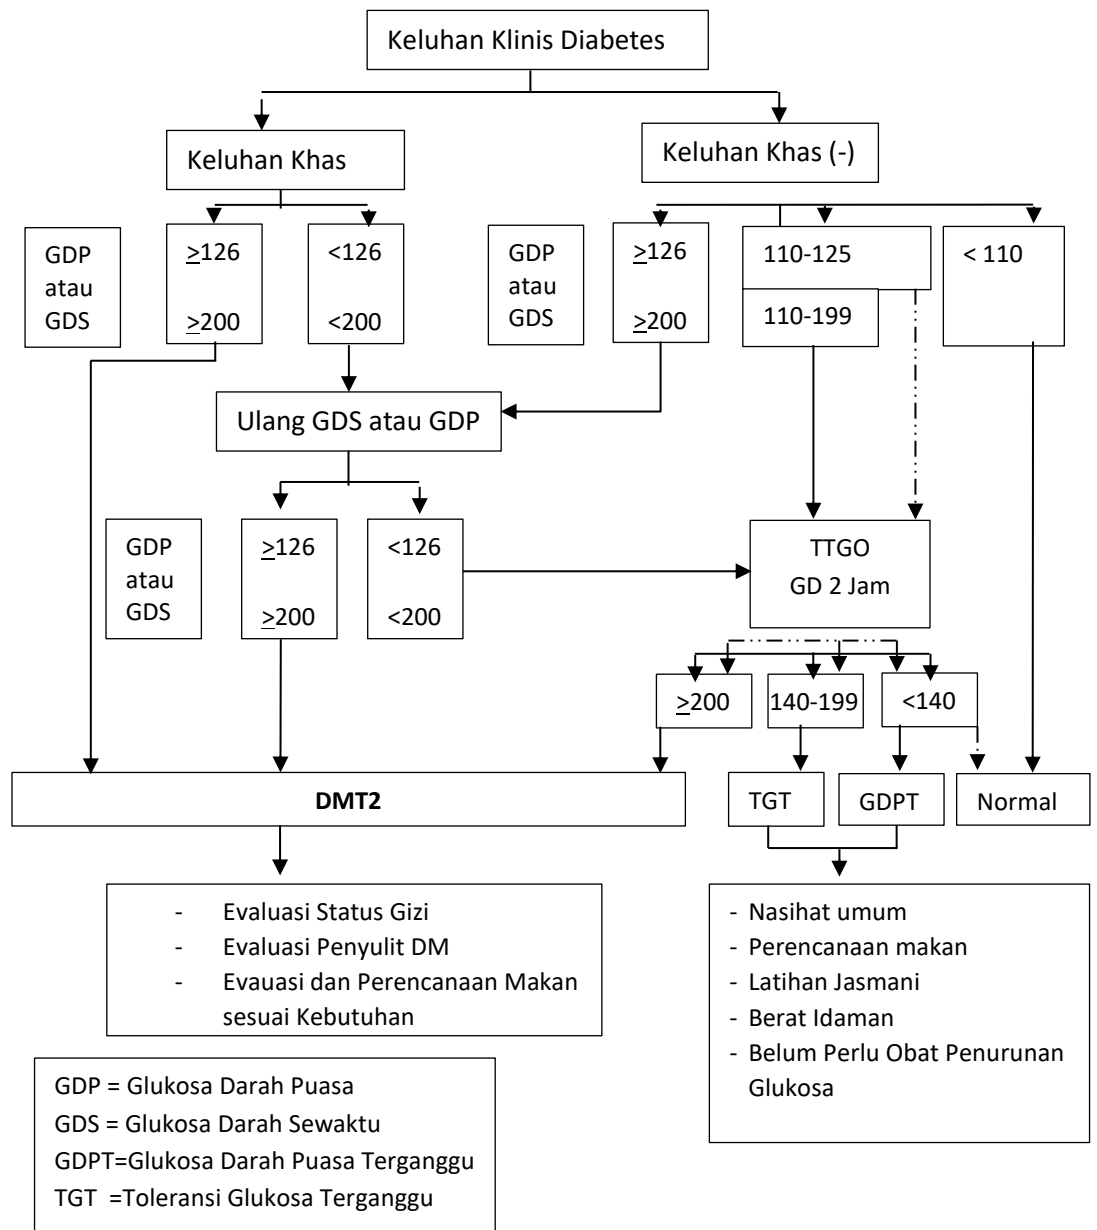 Keluhan Klinis Diabetes
Keluhan Khas
Keluhan Khas (-)
GDP
atau
GDS
≥126
≥200
<126
<200
GDP
atau
GDS
≥126
≥200
110-125
110-199
< 110
Ulang GDS atau GDP
GDP
atau
GDS
≥126
≥200
<126
<200
TTGO
GD 2 Jam
≥200
140-199
<140
DMT2
TGT
GDPT
Normal
- Evaluasi Status Gizi
- Evaluasi Penyulit DM
- Evauasi dan Perencanaan Makan
sesuai Kebutuhan
- Nasihat umum
- Perencanaan makan
- Latihan Jasmani
- Berat Idaman
- Belum Perlu Obat Penurunan
Glukosa
GDP = Glukosa Darah Puasa
GDS = Glukosa Darah Sewaktu
GDPT=Glukosa Darah Puasa Terganggu
TGT =Toleransi Glukosa Terganggu